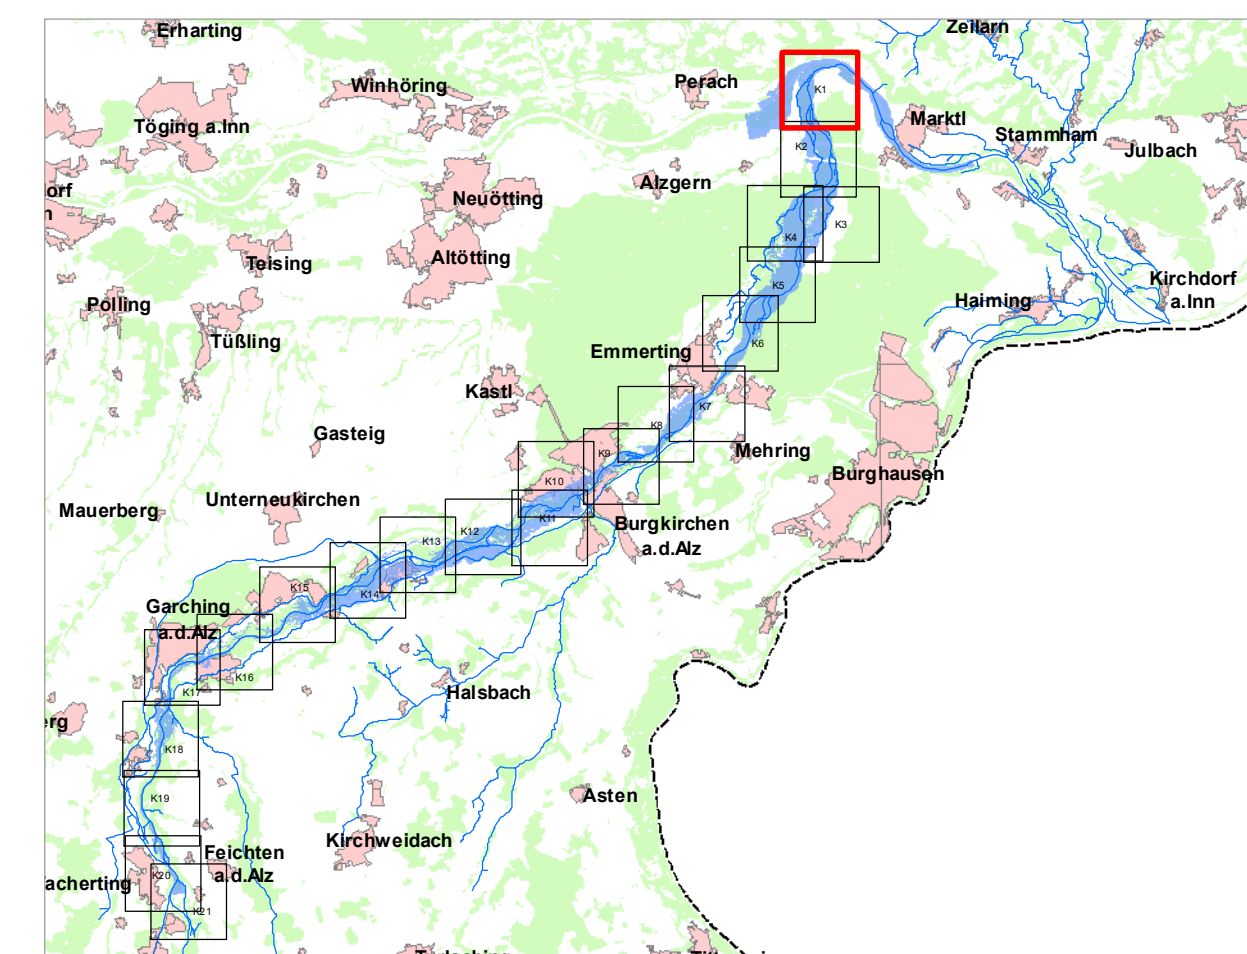 Erharting
Zeilarn
Winhöring
Perach
K1
Töging a.Inn
Marktl
Stammham
Julbach
K2
Alzgern
orf
n
Neuötting
K3
K4
Teising
Altötting
K5
Kirchdorf
a.Inn
Polling
Haiming
Tüßling
K6
Emmerting
Kastl
K7
Gasteig
K8
Mehring
K9
Burghausen
K10
Unterneukirchen
Mauerberg
K11
Burgkirchen
a.d.Alz
K12
K13
K14
K15
Garching
a.d.Alz
K16
K17
Halsbach
erg
K18
K19
Asten
Kirchweidach
Feichten
a.d.Alz
K20
acherting
K21